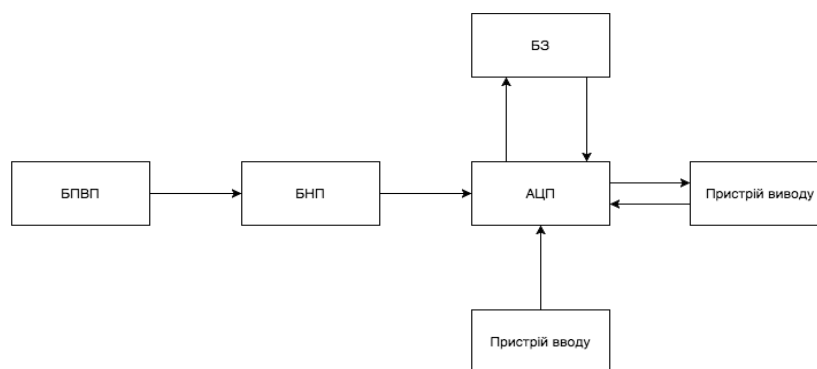 БЗ
БПВП
БНП
АЦП
Пристрій виводу
Пристрій вводу